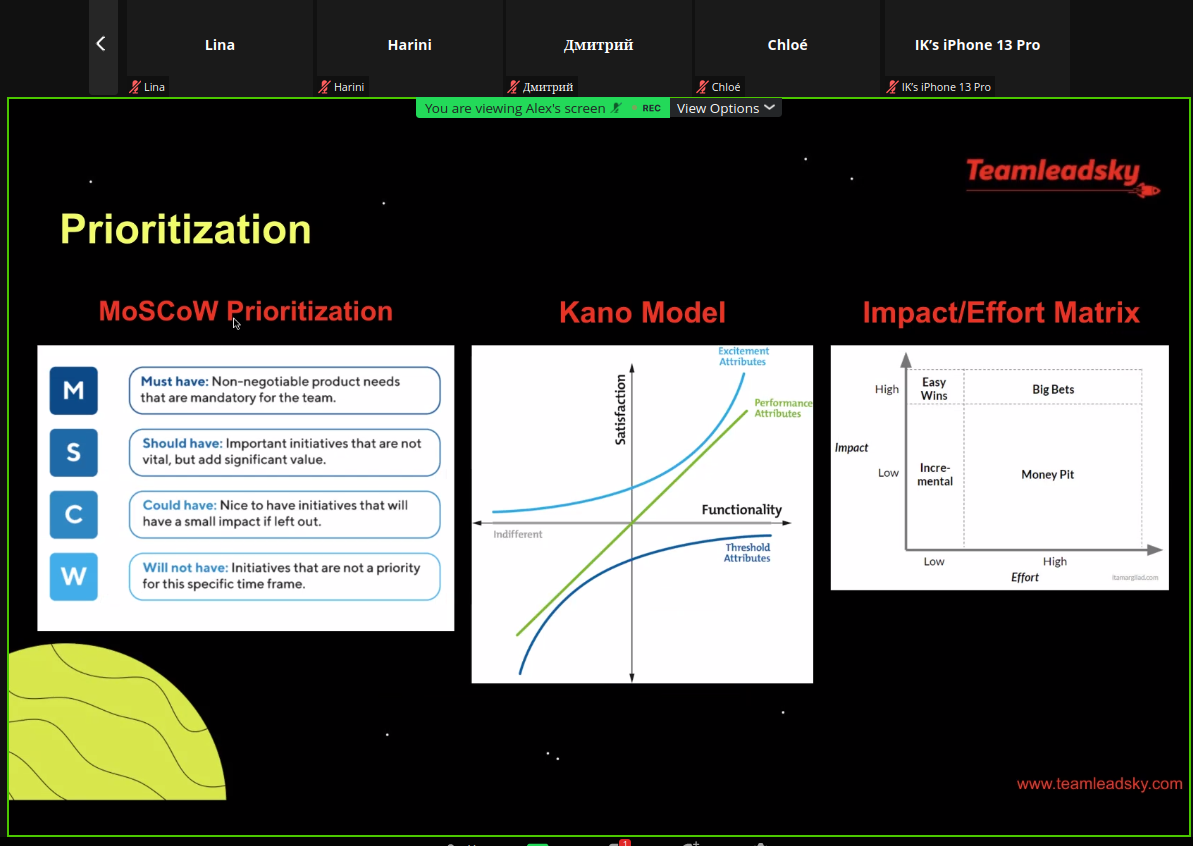 Lina
Harini
Дмитрий
Chloé
IK’s iPhone 13 Pro
Lina
Harini
Дмитрий
Chloé
IK’s iPhone 13 Pro
You are viewing Alex's screen
REC
View Options
Teamleadsky
Prioritization
MoSCoW Prioritization
M
Must have: Non-negotiable product needs
that are mandatory for the team.
S
Should have: Important initiatives that are not
vital, but add significant value.
C
Could have: Nice to have initiatives that will
have a small impact if left out.
W
Will not have: Initiatives that are not a priority
for this specific time frame.
Kano Model
Excitement
Attributes
Satisfaction
Performance
Attributes
Functionality
Indifferent
Threshold
Attributes
Impact/Effort Matrix
High
Easy
Wins
Big Bets
Impact
Low
Incre-
mental
Money Pit
Low
High
Effort
itamargilad.com
www.teamleadsky.com
1